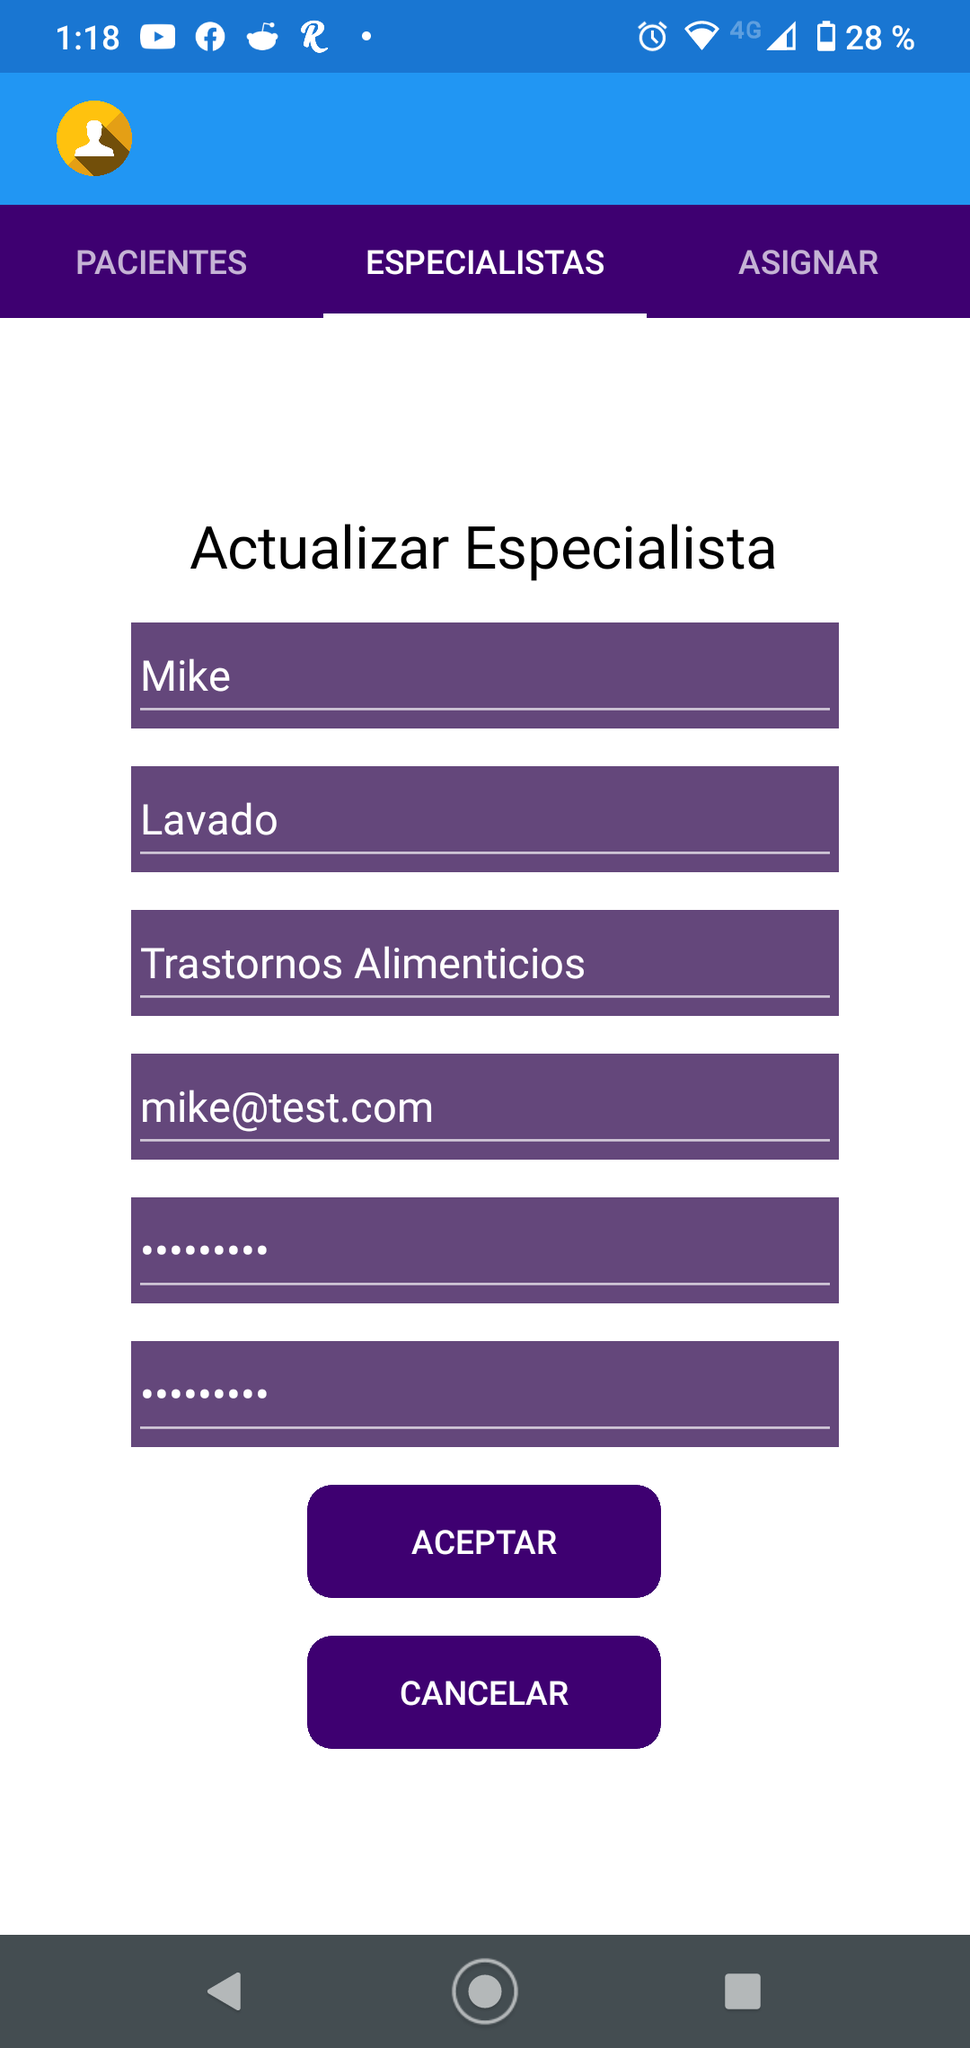 1:18 4G 28 %
PACIENTES ESPECIALISTAS ASIGNAR
Actualizar Especialista
Mike
Lavado
Trastornos Alimenticios
mike@test.com
•••••••••
•••••••••
ACEPTAR
CANCELAR